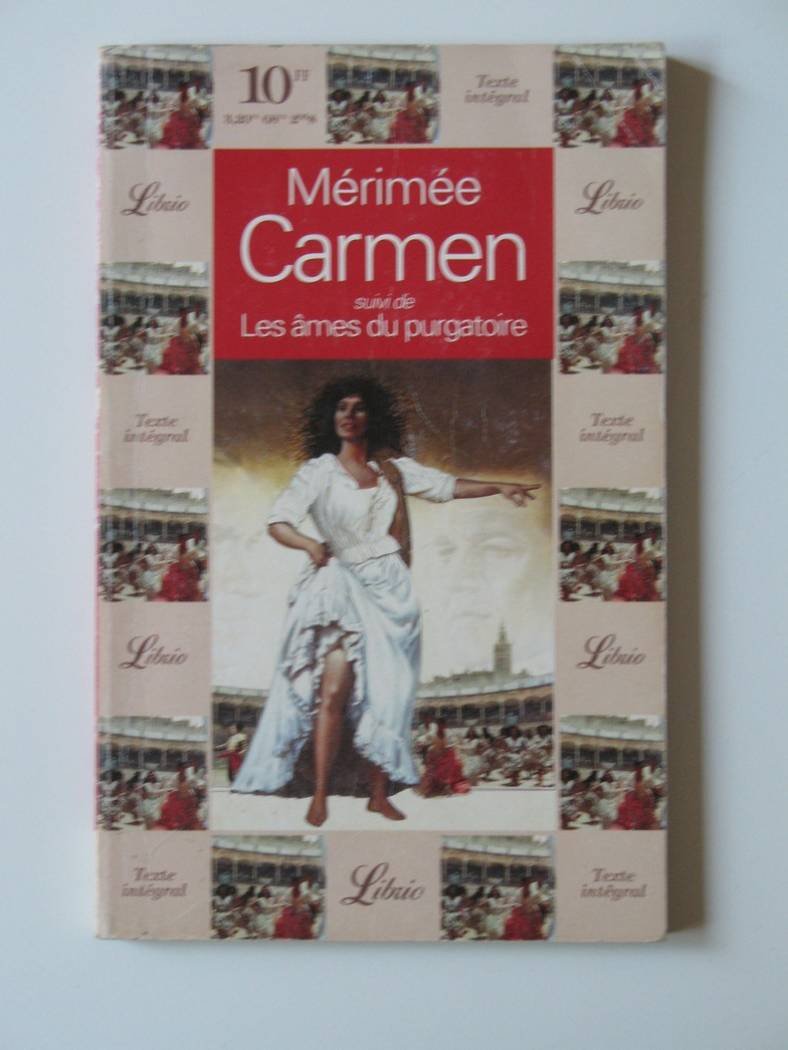 10FF
Texte
intégral
Librio
Mérimée
Carmen
suivi de
Les âmes du purgatoire
Librio
Texte
intégral
Texte
intégral
Librio
Librio
Texte
intégral
Librio
Texte
intégral